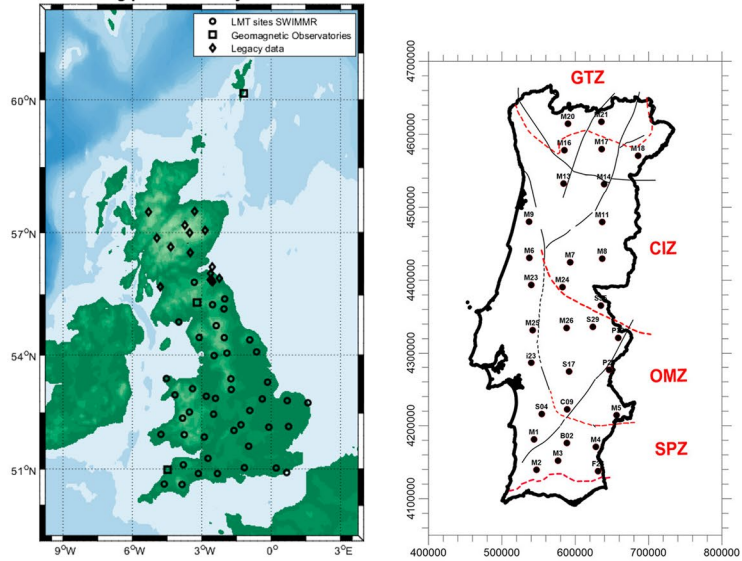 LMT sites SWIMMR
Geomagnetic Observatories
Legacy data
60°N
57°N
54°N
51°N
9°W
6°W
3°W
0°
3°E
4700000
4600000
4500000
4400000
4300000
4200000
4100000
400000
500000
600000
700000
800000
GTZ
CIZ
OMZ
SPZ
M20
M21
M16
M17
M18
M13
M14
M9
M11
M6
M7
M8
M23
M24
M25
M26
S29
i23
S17
S04
C09
M5
M1
B02
M4
M3
M2